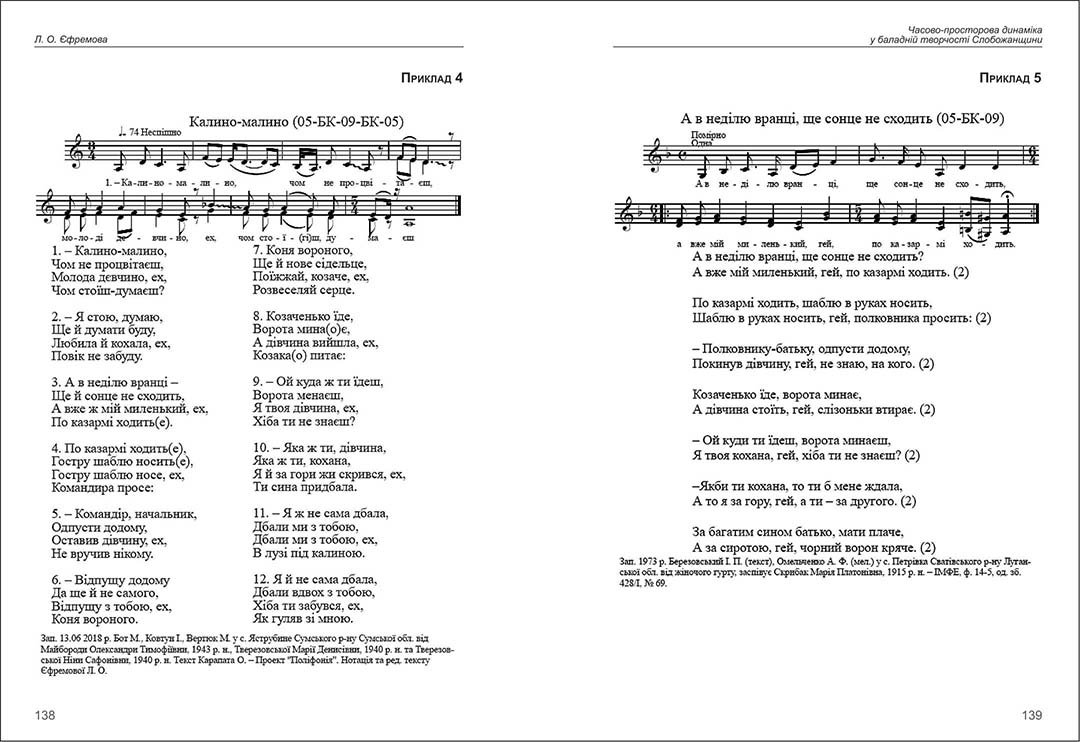 Л. О. Єфремова
Приклад 4
Калино-малино (05-БК-09-БК-05)
74 Неспішно
1. – Ка-ли-но-ма - ли - но, чом не про-цві - та-єш,
мо-ло-ді де - вчи-но, ех, чом сто-ї - (гі)ш, ду - ма - єш
1. – Калино-малино,
Чом не процвітаєш,
Молода дєвчино, ех,
Чом стоїш-думаєш?
2. – Я стою, думаю,
Ще й думати буду,
Любила й кохала, ех,
Повік не забуду.
3. А в неділю вранці –
Ще й сонце не сходить,
А вже ж мій миленький, ех,
По казармі ходить(е).
4. По казармі ходить(е),
Гостру шаблю носить(е),
Гостру шаблю носе, ех,
Командира просе:
5. – Командір, начальник,
Одпусти додому,
Оставив дівчину, ех,
Не вручив нікому.
6. – Відпущу додому
Да ще й не самого,
Відпущу з тобою, ех,
Коня вороного.
7. Коня вороного,
Ще й нове сідельце,
Поїжжай, козаче, ех,
Розвеселяй серце.
8. Козаченько їде,
Ворота мина(о)є,
А дівчина вийшла, ех,
Козака(о) питає:
9. – Ой куда ж ти їдеш,
Ворота менаєш,
Я твоя дівчина, ех,
Хіба ти не знаєш?
10. – Яка ж ти, дівчина,
Яка ж ти, кохана,
Я й за гори жи скрився, ех,
Ти сина придбала.
11. – Я ж не сама дбала,
Дбали ми з тобою,
Дбали ми з тобою, ех,
В лузі під калиною.
12. Я й не сама дбала,
Дбали вдвох з тобою,
Хіба ти забувся, ех,
Як гуляв зі мною.
Зап. 13.06 2018 р. Бот М., Ковтун І., Вертюк М. у с. Яструбине Сумського р-ну Сумської обл. від
Майбороди Олександри Тимофіївни, 1943 р. н., Тверезовської Марії Денисівни, 1940 р. н. та Тверезов-
ської Ніни Сафонівни, 1940 р. н. Текст Карапата О. – Проект "Поліфонія". Нотація та ред. тексту
Єфремової Л. О.
138
Часово-просторова динаміка
у баладній творчості Слобожанщини
Приклад 5
А в неділю вранці, ще сонце не сходить (05-БК-09)
Помірно
Одна
А в не - ді - лю вран - ці, ще сон-це не схо - дить,
а вже мій ми - лень - кий, гей, по ка - зар - мі хо - дить.
А в неділю вранці, ще сонце не сходить?
А вже мій миленький, гей, по казармі ходить. (2)
По казармі ходить, шаблю в руках носить,
Шаблю в руках носить, гей, полковника просить: (2)
– Полковнику-батьку, одпусти додому,
Покинув дівчину, гей, не знаю, на кого. (2)
Козаченько їде, ворота минає,
А дівчина стоїть, гей, слізоньки втирає. (2)
– Ой куди ти їдеш, ворота минаєш,
Я твоя кохана, гей, хіба ти не знаєш? (2)
–Якби ти кохана, то ти б мене ждала,
А то я за гору, гей, а ти – за другого. (2)
За багатим сином батько, мати плаче,
А за сиротою, гей, чорний ворон кряче. (2)
Зап. 1973 р. Березовський І. П. (текст), Омельченко А. Ф. (мел.) у с. Петрівка Сватівського р-ну Луган-
ської обл. від жіночого гурту, заспівує Скрибак Марія Платонівна, 1915 р. н. – ІМФЕ, ф. 14-5, од. зб.
428/І, № 69.
139